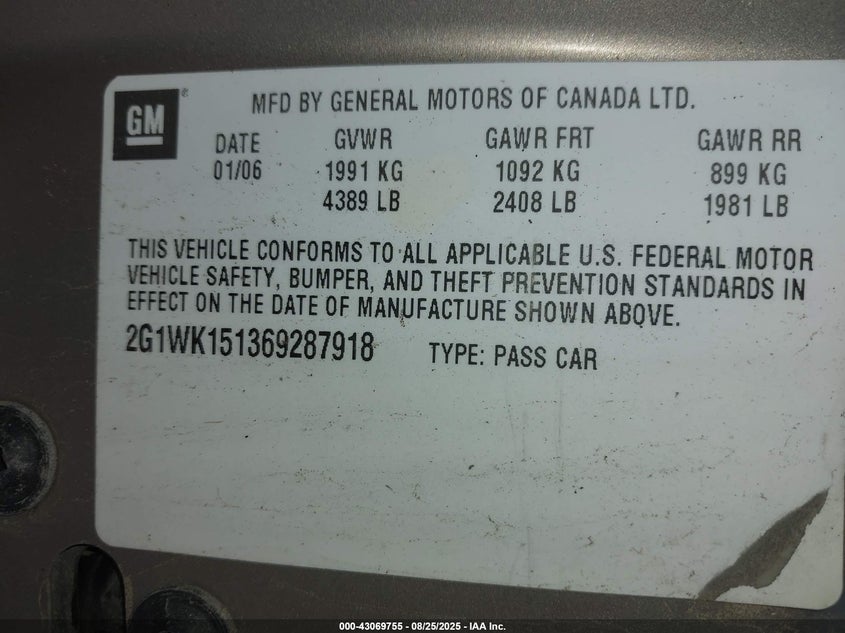 GM®
MFD BY GENERAL MOTORS OF CANADA LTD.
DATE GVWR GAWR FRT GAWR RR
01/06 1991 KG 1092 KG 899 KG
4389 LB 2408 LB 1981 LB
THIS VEHICLE CONFORMS TO ALL APPLICABLE U.S. FEDERAL MOTOR
VEHICLE SAFETY, BUMPER, AND THEFT PREVENTION STANDARDS IN
EFFECT ON THE DATE OF MANUFACTURE SHOWN ABOVE.
2G1WK151369287918 TYPE: PASS CAR
000-43069755 - 08/25/2025 - IAA Inc.